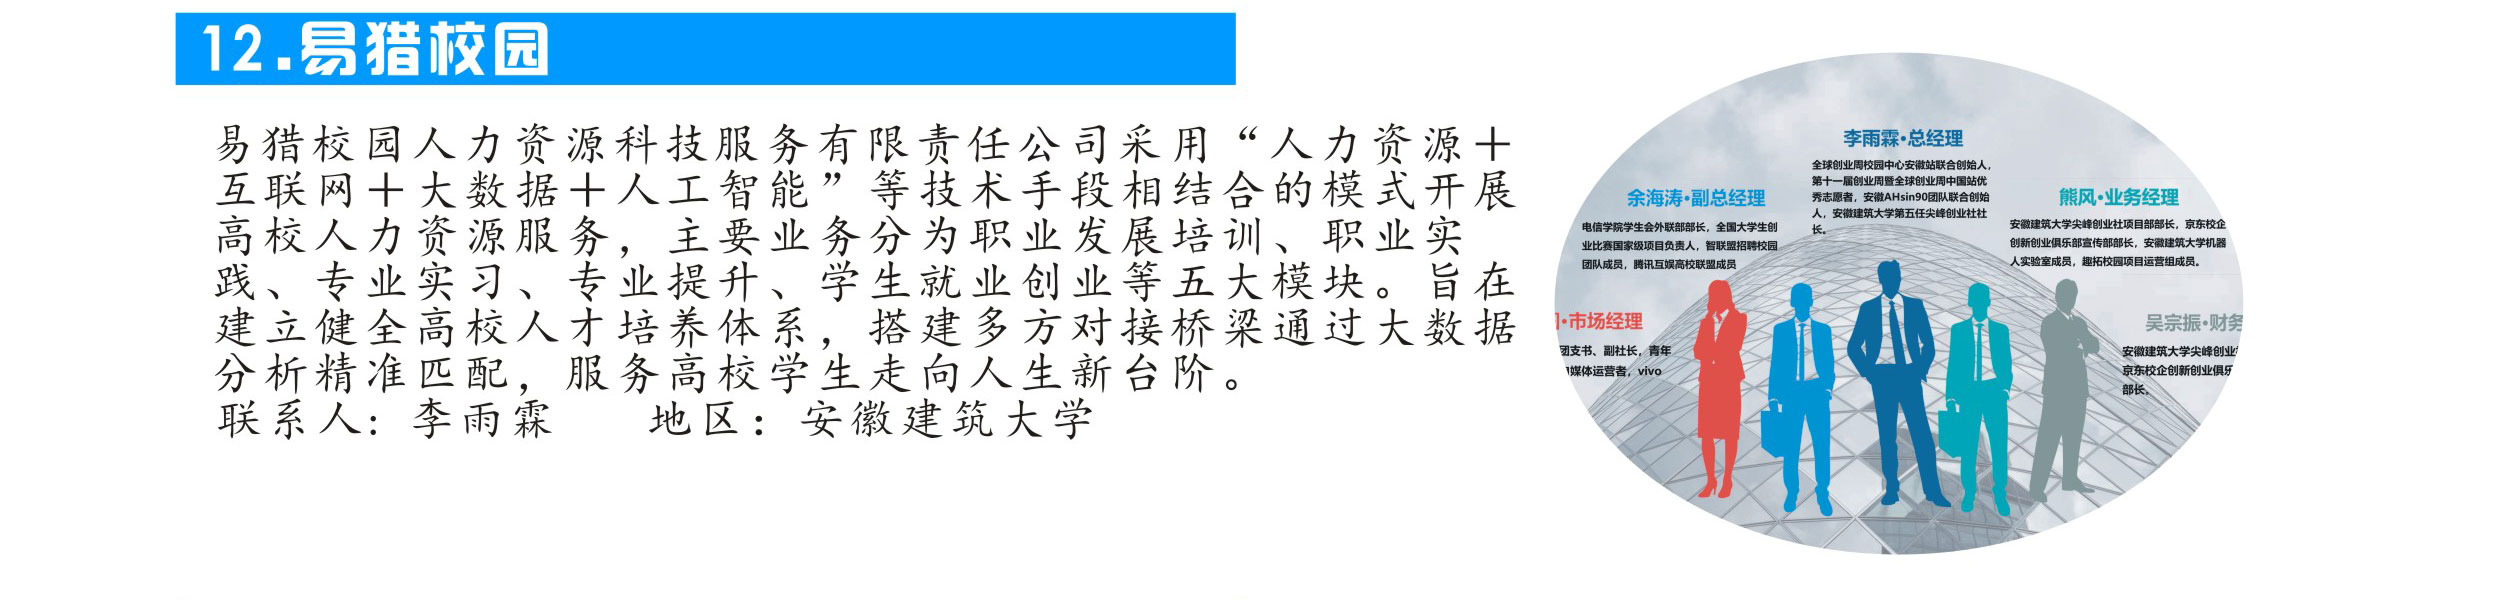 12.易猎校园
易猎校园人力资源科技服务有限责任公司采用“人力资源＋
互联网＋大数据＋人工智能”等技术手段相结合的模式开展
高校人力资源服务，主要业务分为职业发展培训、职业实
践、专业实习、专业提升、学生就业创业等五大模块。旨在
建立健全高校人才培养体系，搭建多方对接桥梁通过大数据
分析精准匹配，服务高校学生走向人生新台阶。
联系人：李雨霖 地区：安徽建筑大学
李雨霖·总经理
全球创业周校园中心安徽站联合创始人，
第十一届创业周暨全球创业周中国站优
秀志愿者，安徽AHsin90团队联合创始
人，安徽建筑大学第五任尖峰创业社社
长。
余海涛·副总经理
电信学院学生会外联部部长，全国大学生创
业比赛国家级项目负责人，智联盟招聘校园
团队成员，腾讯互娱高校联盟成员
熊风·业务经理
安徽建筑大学尖峰创业社项目部部长，京东校企
创新创业俱乐部宣传部部长，安徽建筑大学机器
人实验室成员，趣拓校园项目运营组成员。
·市场经理
团支书、副社长，青年
媒体运营者，vivo
吴宗振·财务
安徽建筑大学尖峰创业
京东校企创新创业俱乐
部长。